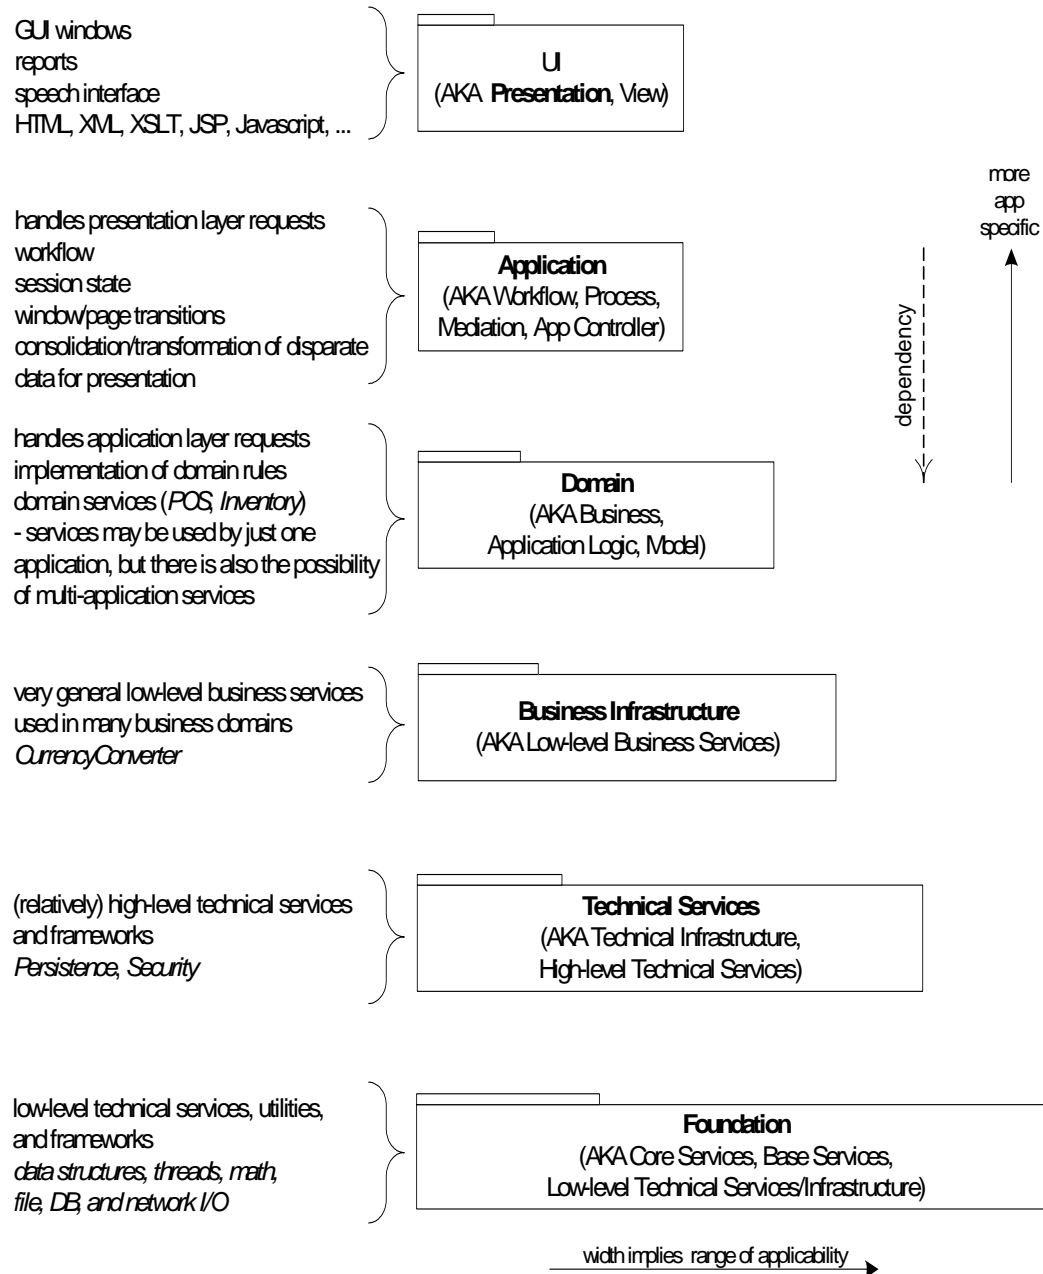 GUI windows
reports
speech interface
HTML, XML, XSLT, JSP, Javascript, ...
UI
(AKA Presentation, View)
more
app
specific
handles presentation layer requests
workflow
session state
window/page transitions
consolidation/transformation of disparate
data for presentation
Application
(AKA Workflow, Process,
Mediation, App Controller)
dependency
handles application layer requests
implementation of domain rules
domain services (POS, Inventory)
- services may be used by just one
application, but there is also the possibility
of multi-application services
Domain
(AKA Business,
Application Logic, Model)
very general low-level business services
used in many business domains
CurrencyConverter
Business Infrastructure
(AKA Low-level Business Services)
(relatively) high-level technical services
and frameworks
Persistence, Security
Technical Services
(AKA Technical Infrastructure,
High-level Technical Services)
low-level technical services, utilities,
and frameworks
data structures, threads, math,
file, DB, and network I/O
Foundation
(AKA Core Services, Base Services,
Low-level Technical Services/Infrastructure)
width implies range of applicability